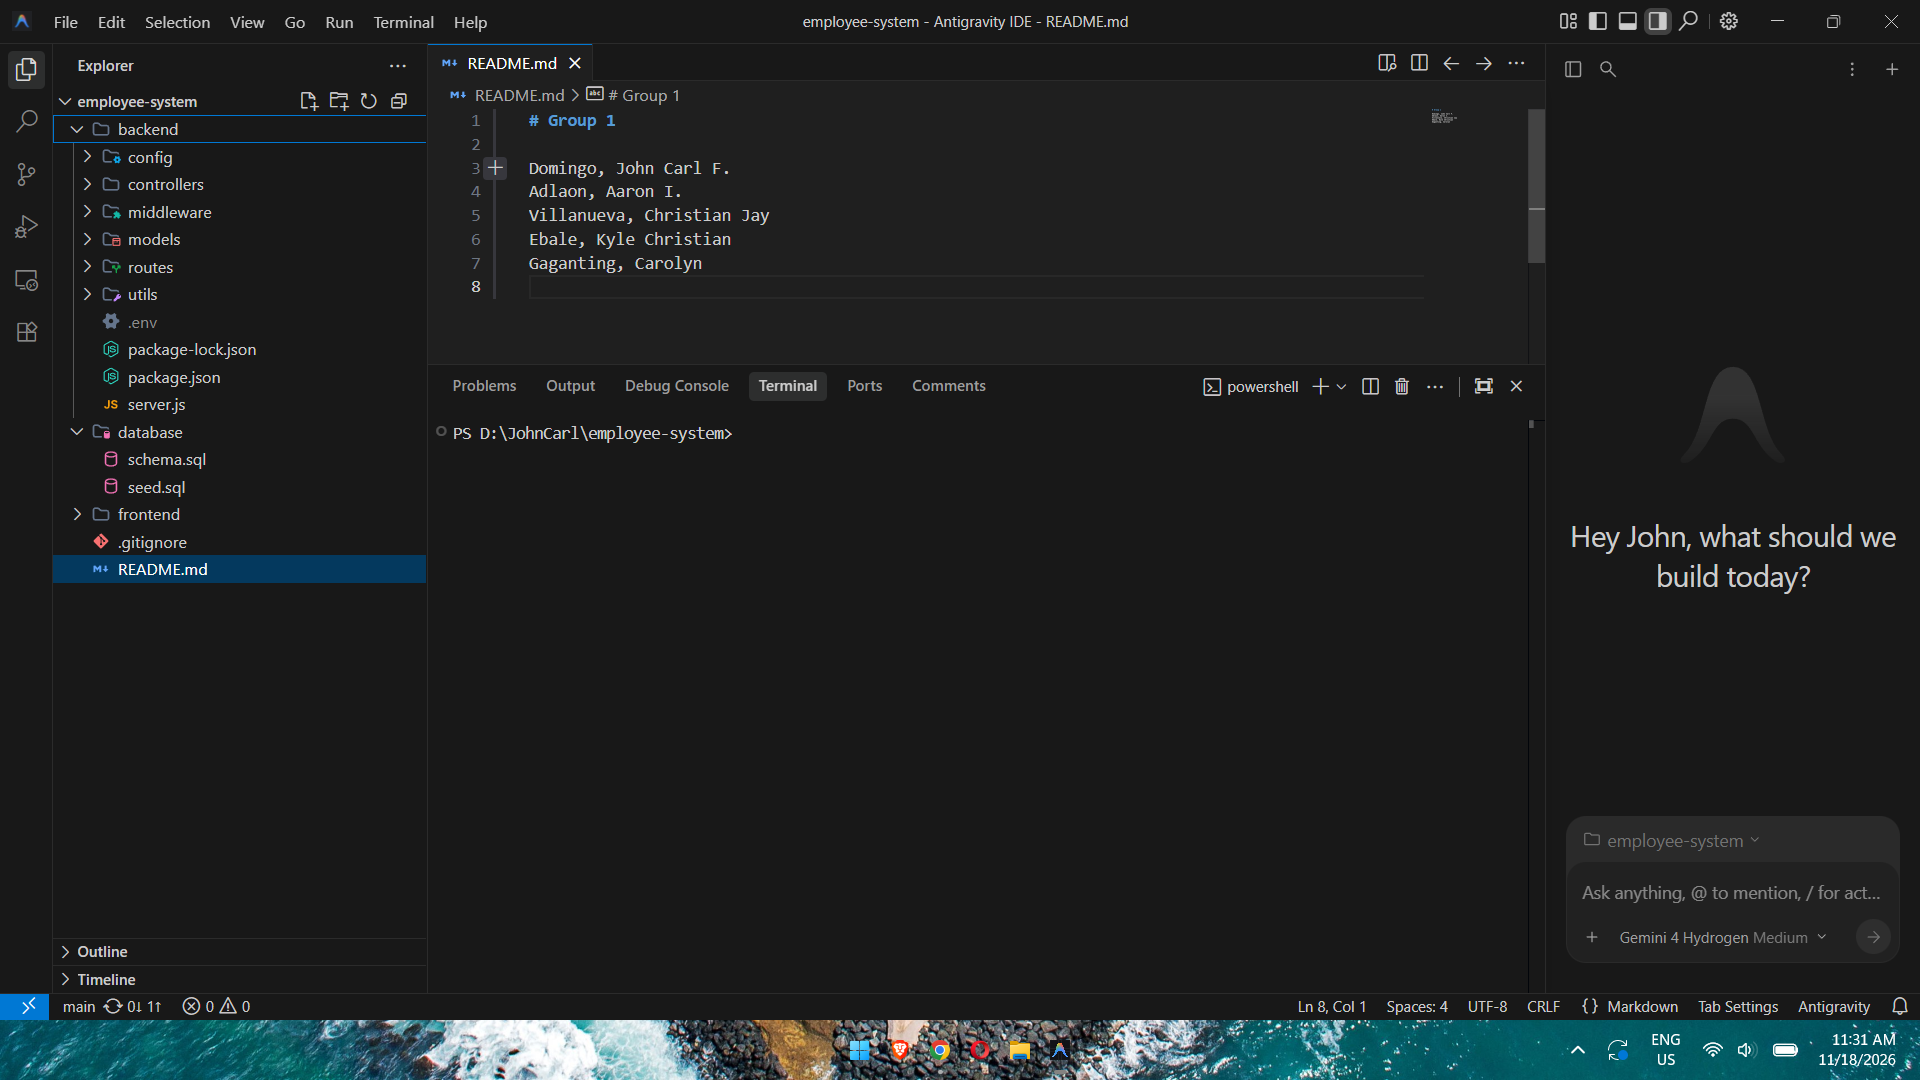 File Edit Selection View Go Run Terminal Help
employee-system - Antigravity IDE - README.md
Explorer
employee-system
backend
config
controllers
middleware
models
routes
utils
.env
package-lock.json
package.json
JS server.js
database
schema.sql
seed.sql
frontend
.gitignore
README.md
Outline
Timeline
README.md
README.md > # Group 1
1 # Group 1
2
3 Domingo, John Carl F.
4 Adlaon, Aaron I.
5 Villanueva, Christian Jay
6 Ebale, Kyle Christian
7 Gaganting, Carolyn
8
Problems Output Debug Console Terminal Ports Comments
powershell
PS D:\JohnCarl\employee-system>
Hey John, what should we
build today?
employee-system
Ask anything, @ to mention, / for act...
Gemini 4 Hydrogen Medium
main 0↓ 1↑ 0 0
Ln 8, Col 1 Spaces: 4 UTF-8 CRLF {} Markdown Tab Settings Antigravity
ENG
US
11:31 AM
11/18/2026